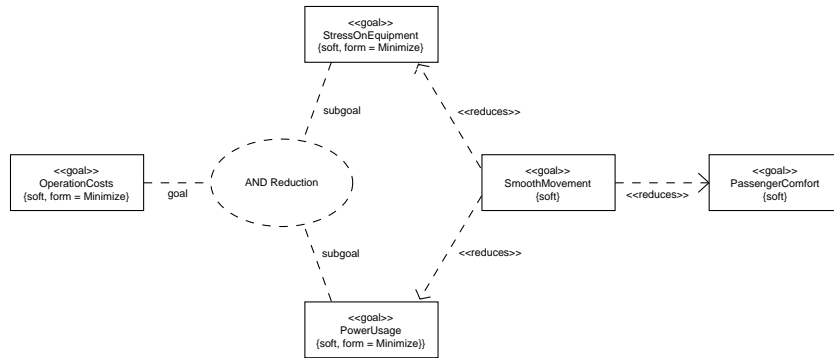 <<goal>>
StressOnEquipment
{soft, form = Minimize}
subgoal
<<reduces>>
<<goal>>
OperationCosts
{soft, form = Minimize}
goal
AND Reduction
<<goal>>
SmoothMovement
{soft}
<<reduces>>
<<goal>>
PassengerComfort
{soft}
subgoal
<<reduces>>
<<goal>>
PowerUsage
{soft, form = Minimize}}